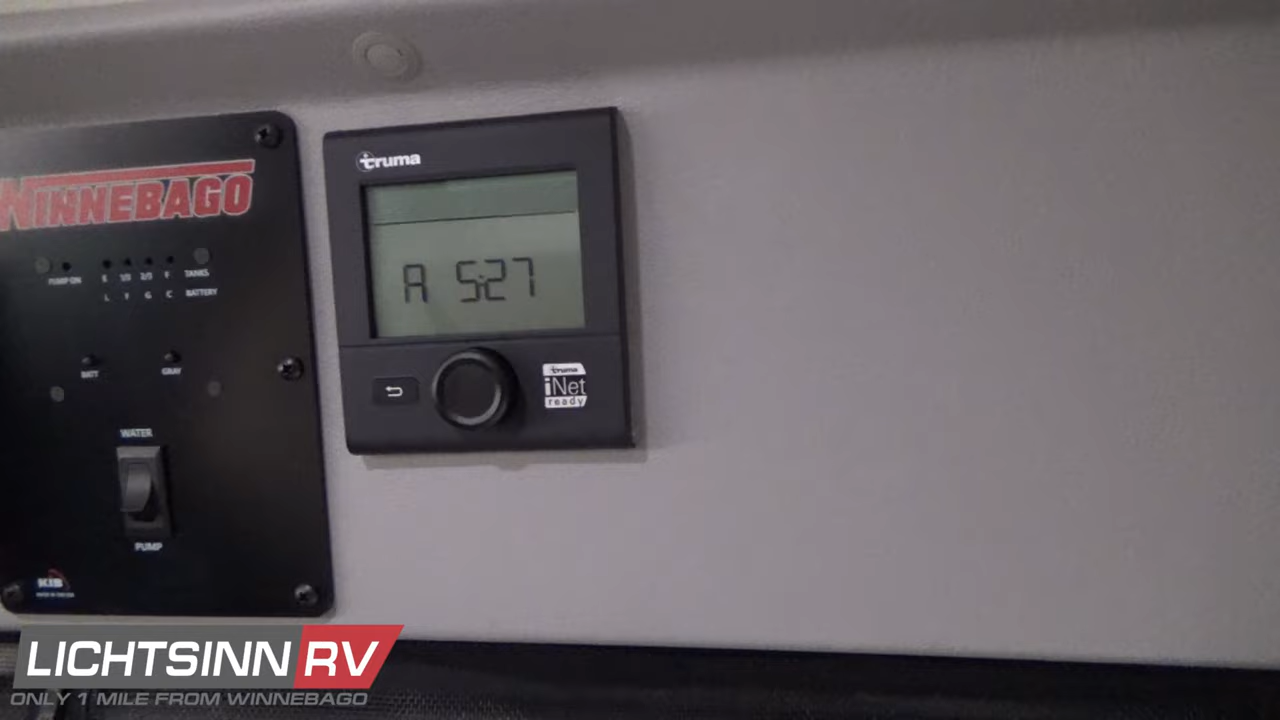 WINNEBAGO
PUMP ON
E 1/3 2/3 F TANKS
L F G C BATTERY
BATT GRAY
WATER
PUMP
KIB
truma
A 5:27
truma
iNet
ready
LICHTSINN RV
ONLY 1 MILE FROM WINNEBAGO